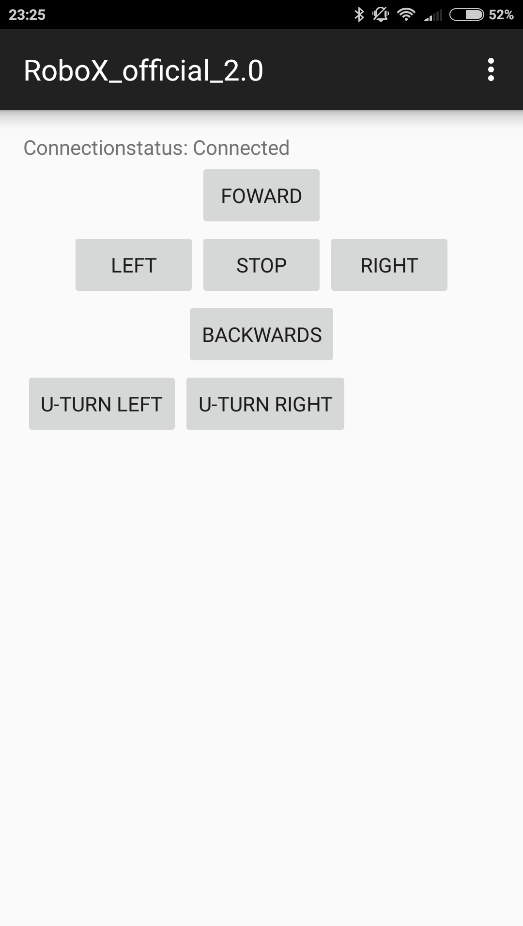 23:25 52%
RoboX_official_2.0
Connectionstatus: Connected
FOWARD
LEFT STOP RIGHT
BACKWARDS
U-TURN LEFT U-TURN RIGHT